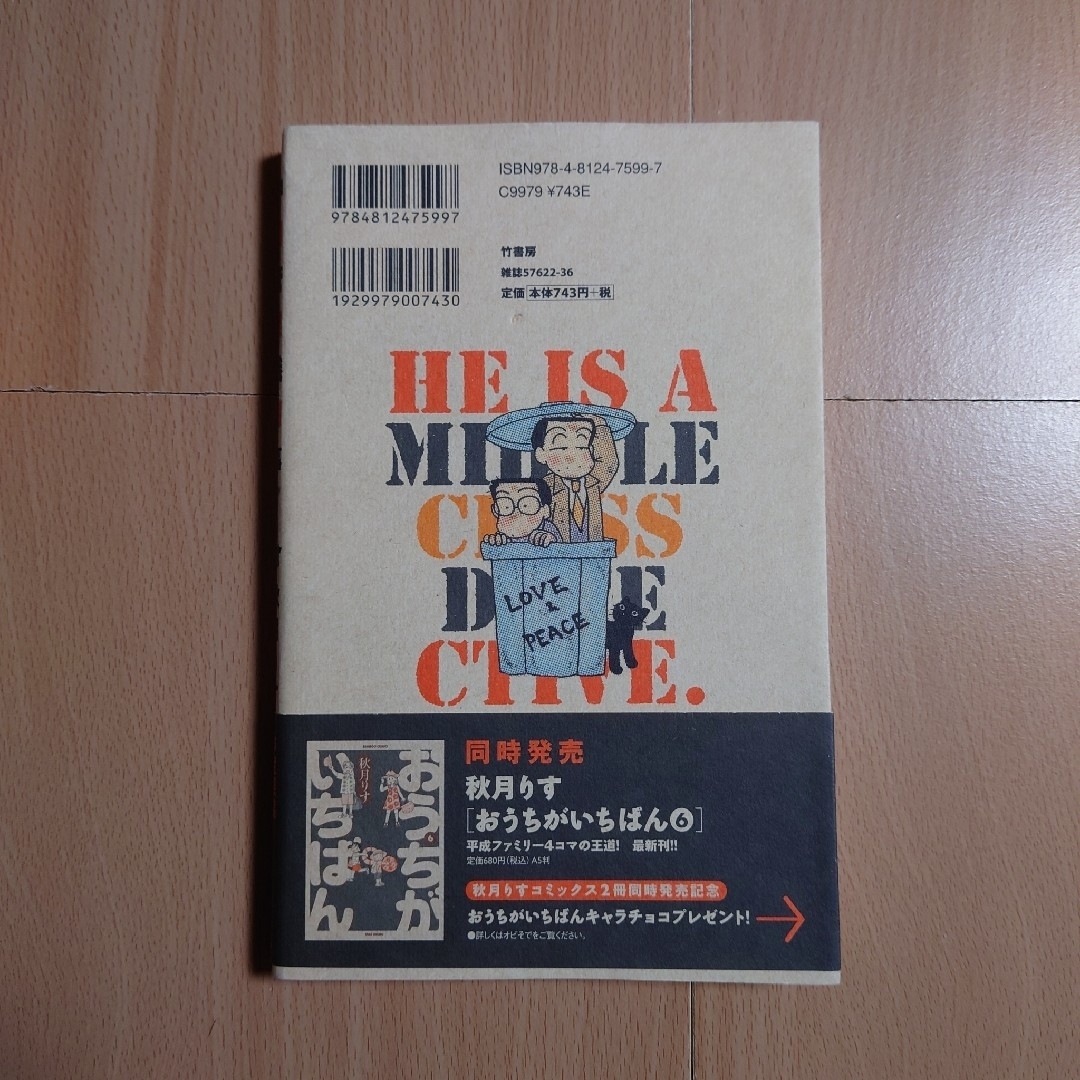 ISBN978-4-8124-7599-7
C9979 ¥743E
9784812475997
竹書房
雑誌57622-36
定価 本体743円+税
1929979007430
HE IS A
MIDDLE
CLASS
DETE
CTIVE.
LOVE
&
PEACE
おうちが
いちばん
秋月りす
6
同時発売
秋月りす
[おうちがいちばん❻]
平成ファミリー4コマの王道! 最新刊!!
定価680円(税込) A5判
秋月りすコミックス2冊同時発売記念
おうちがいちばんキャラチョコプレゼント!
●詳しくはオビそでをご覧ください。